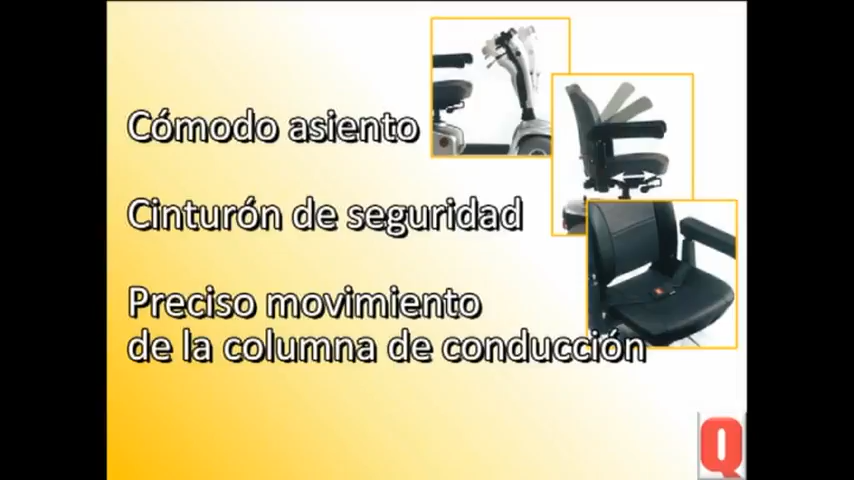 Cómodo asiento
Cinturón de seguridad
Preciso movimiento
de la columna de conducción
Q